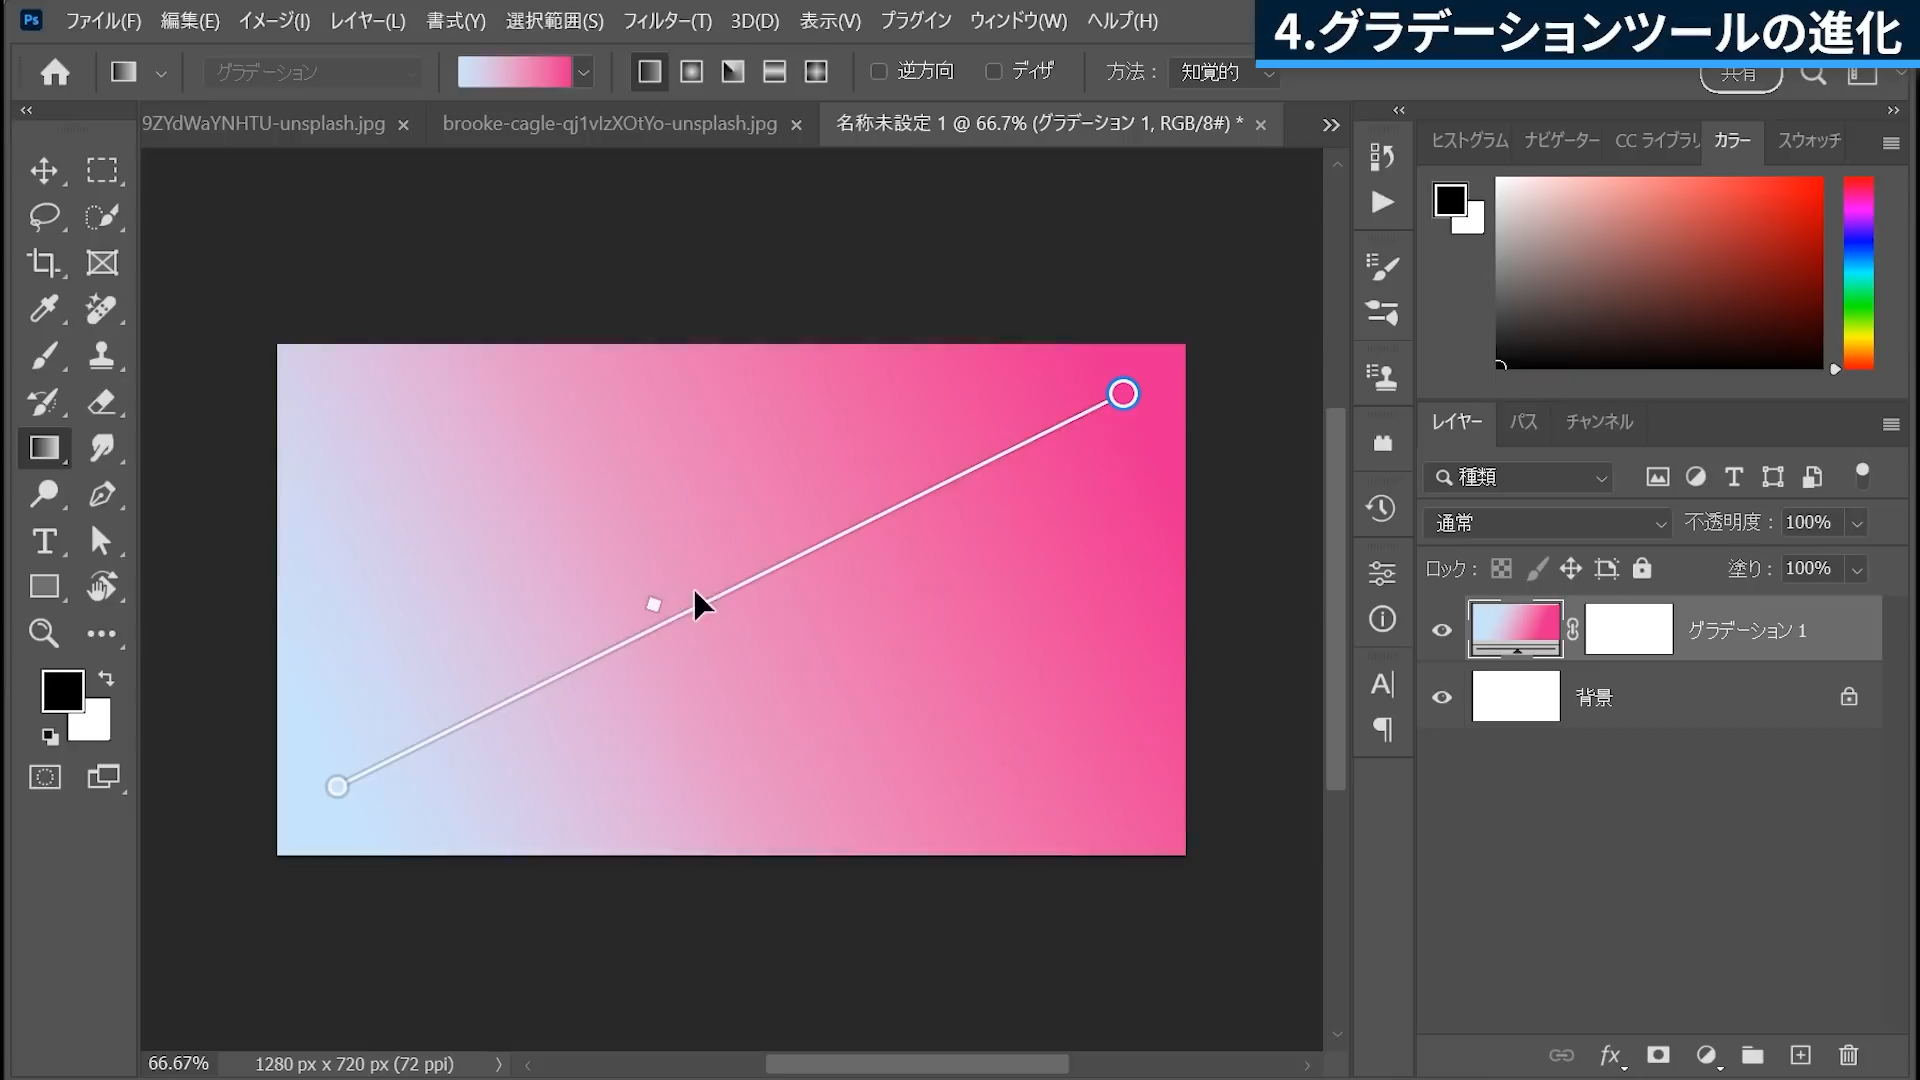 Ps ファイル(F) 編集(E) イメージ(I) レイヤー(L) 書式(Y) 選択範囲(S) フィルター(T) 3D(D) 表示(V) プラグイン ウィンドウ(W) ヘルプ(H)
4.グラデーションツールの進化
グラデーション 逆方向 ディザ 方法： 知覚的 共有
9ZYdWaYNHTU-unsplash.jpg × brooke-cagle-qj1vIzXOtYo-unsplash.jpg × 名称未設定 1 @ 66.7% (グラデーション 1, RGB/8#) * ×
ヒストグラム ナビゲーター CC ライブラリ カラー スウォッチ
レイヤー パス チャンネル
種類
通常 不透明度： 100%
ロック： 塗り： 100%
グラデーション 1
背景
66.67% 1280 px x 720 px (72 ppi)